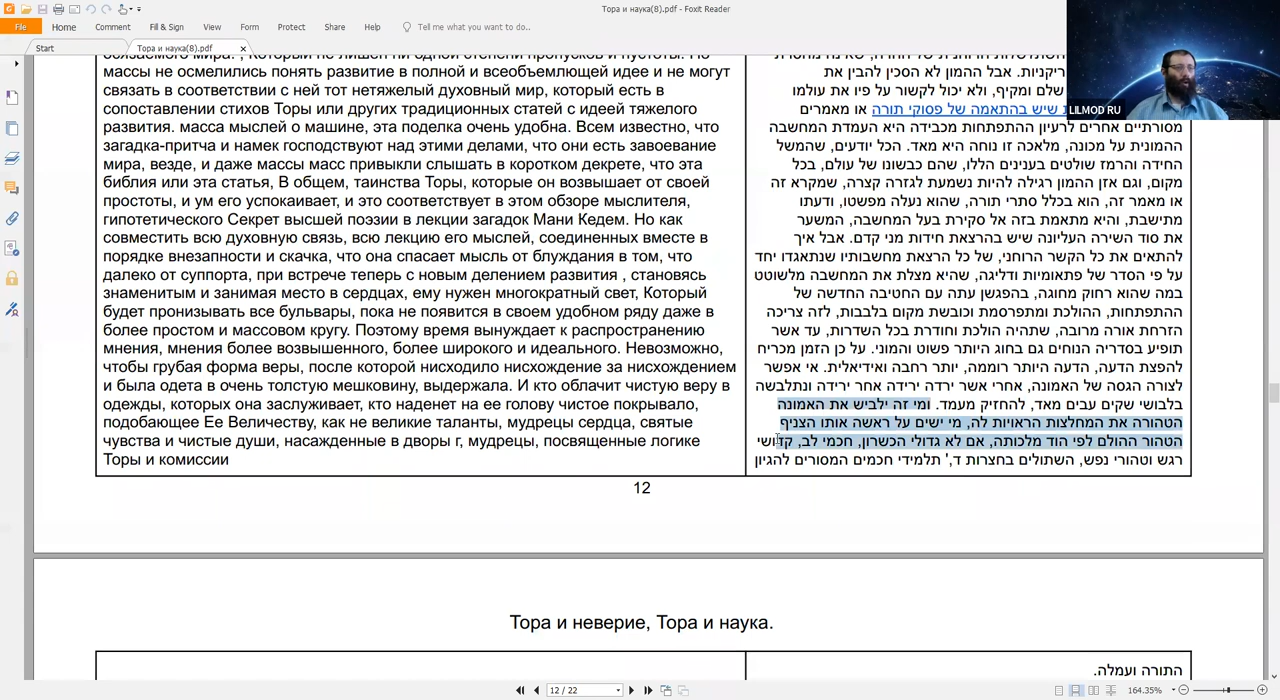 Тора и наука(8).pdf - Foxit Reader
File Home Comment Fill & Sign View Form Protect Share Help Tell me what you want to do..
Start Тора и наука(8).pdf
LILMOD RU
обязаемого мира. , Который не лишен ни одной степени пропусков и пустоты. Но
массы не осмелились понять развитие в полной и всеобъемлющей идее и не могут
связать в соответствии с ней тот нетяжелый духовный мир, который есть в
сопоставлении стихов Торы или других традиционных статей с идеей тяжелого
развития. масса мыслей о машине, эта поделка очень удобна. Всем известно, что
загадка-притча и намек господствуют над этими делами, что они есть завоевание
мира, везде, и даже массы масс привыкли слышать в коротком декрете, что эта
библия или эта статья, В общем, таинства Торы, которые он возвышает от своей
простоты, и ум его успокаивает, и это соответствует в этом обзоре мыслителя,
гипотетического Секрет высшей поэзии в лекции загадок Мани Кедем. Но как
совместить всю духовную связь, всю лекцию его мыслей, соединенных вместе в
порядке внезапности и скачка, что она спасает мысль от блуждания в том, что
далеко от суппорта, при встрече теперь с новым делением развития , становясь
знаменитым и занимая место в сердцах, ему нужен многократный свет, Который
будет пронизывать все бульвары, пока не появится в своем удобном ряду даже в
более простом и массовом кругу. Поэтому время вынуждает к распространению
мнения, мнения более возвышенного, более широкого и идеального. Невозможно,
чтобы грубая форма веры, после которой нисходило нисхождение за нисхождением
и была одета в очень толстую мешковину, выдержала. И кто облачит чистую веру в
одежды, которых она заслуживает, кто наденет на ее голову чистое покрывало,
подобающее Ее Величеству, как не великие таланты, мудрецы сердца, святые
чувства и чистые души, насажденные в дворы г, мудрецы, посвященные логике
Торы и комиссии
ריקניות. אבל ההמון לא הסכין להבין את
שלם ומקיף, ולא יכול לקשור על פיו את עולמו
ת שיש בהתאמה של פסוקי תורה או מאמרים
מסורתיים אחרים לרעיון ההתפתחות מכבידה היא העמדת המחשבה
ההמונית על מכונה, מלאכה זו נוחה היא מאד. הכל יודעים, שהמשל
החידה והרמז שולטים בענינים הללו, שהם כבשונו של עולם, בכל
מקום, וגם אזן ההמון רגילה להיות נשמעת לגזרה קצרה, שמקרא זה
או מאמר זה, הוא בכלל סתרי תורה, שהוא נעלה מפשטו, ודעתו
מתישבת, והיא מתאמת בזה אל סקירת בעל המחשבה, המשער
את סוד השירה העליונה שיש בהרצאת חידות מני קדם. אבל איך
להתאים את כל הקשר הרוחני, של כל הרצאת מחשבותיו שנתאגדו יחד
על פי הסדר של פתאומיות ודליגה, שהיא מצלת את המחשבה מלשוטט
במה שהוא רחוק מחוגה, בהפגשן עתה עם החטיבה החדשה של
ההתפתחות, ההולכת ומתפרסמת וכובשת מקום בלבבות, לזה צריכה
הזרחת אורה מרובה, שתהיה הולכת וחודרת בכל השדרות, עד אשר
תופיע בסדריה הנוחים גם בחוג היותר פשוט והמוני. על כן הזמן מכריח
להפצת הדעה, הדעה היותר רוממה, יותר רחבה ואידיאלית. אי אפשר
לצורה הגסה של האמונה, אחרי אשר ירדה ירידה אחר ירידה ונתלבשה
בלבושי שקים עבים מאד, להחזיק מעמד. ומי זה ילביש את האמונה
הטהורה את המחלצות הראויות לה, מי ישים על ראשה אותו הצניף
הטהור ההולם לפי הוד מלכותה, אם לא גדולי הכשרון, חכמי לב, קדושי
רגש וטהורי נפש, השתולים בחצרות ד', תלמידי חכמים המסורים להגיון
12
Тора и неверие, Тора и наука.
התורה ועמלה.
12 / 22
164.35%